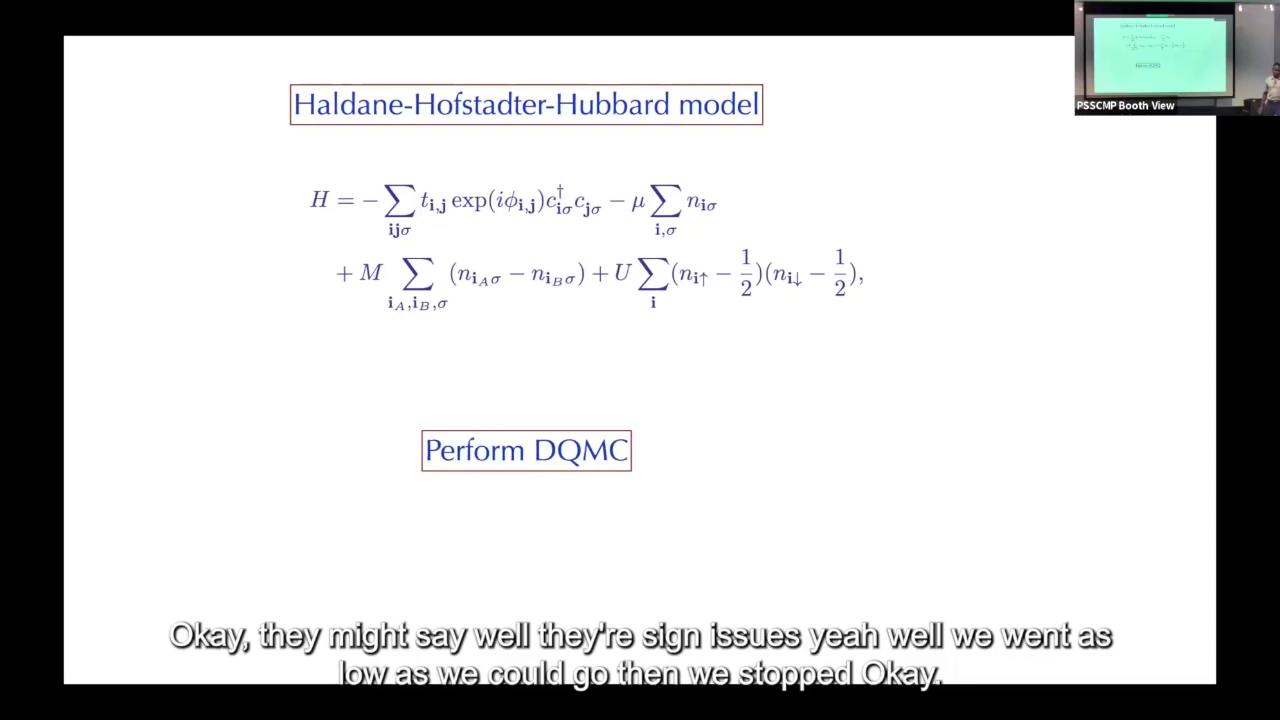 Haldane-Hofstadter-Hubbard model
H = − ∑_{ijσ} t_{i,j} exp(iϕ_{i,j}) c†_{iσ} c_{jσ} − μ ∑_{i,σ} n_{iσ}
+ M ∑_{i_A,i_B,σ} (n_{i_Aσ} − n_{i_Bσ}) + U ∑_{i} (n_{i↑} − 1/2)(n_{i↓} − 1/2),
Perform DQMC
PSSCMP Booth View
Okay, they might say well they're sign issues yeah well we went as
low as we could go then we stopped Okay.